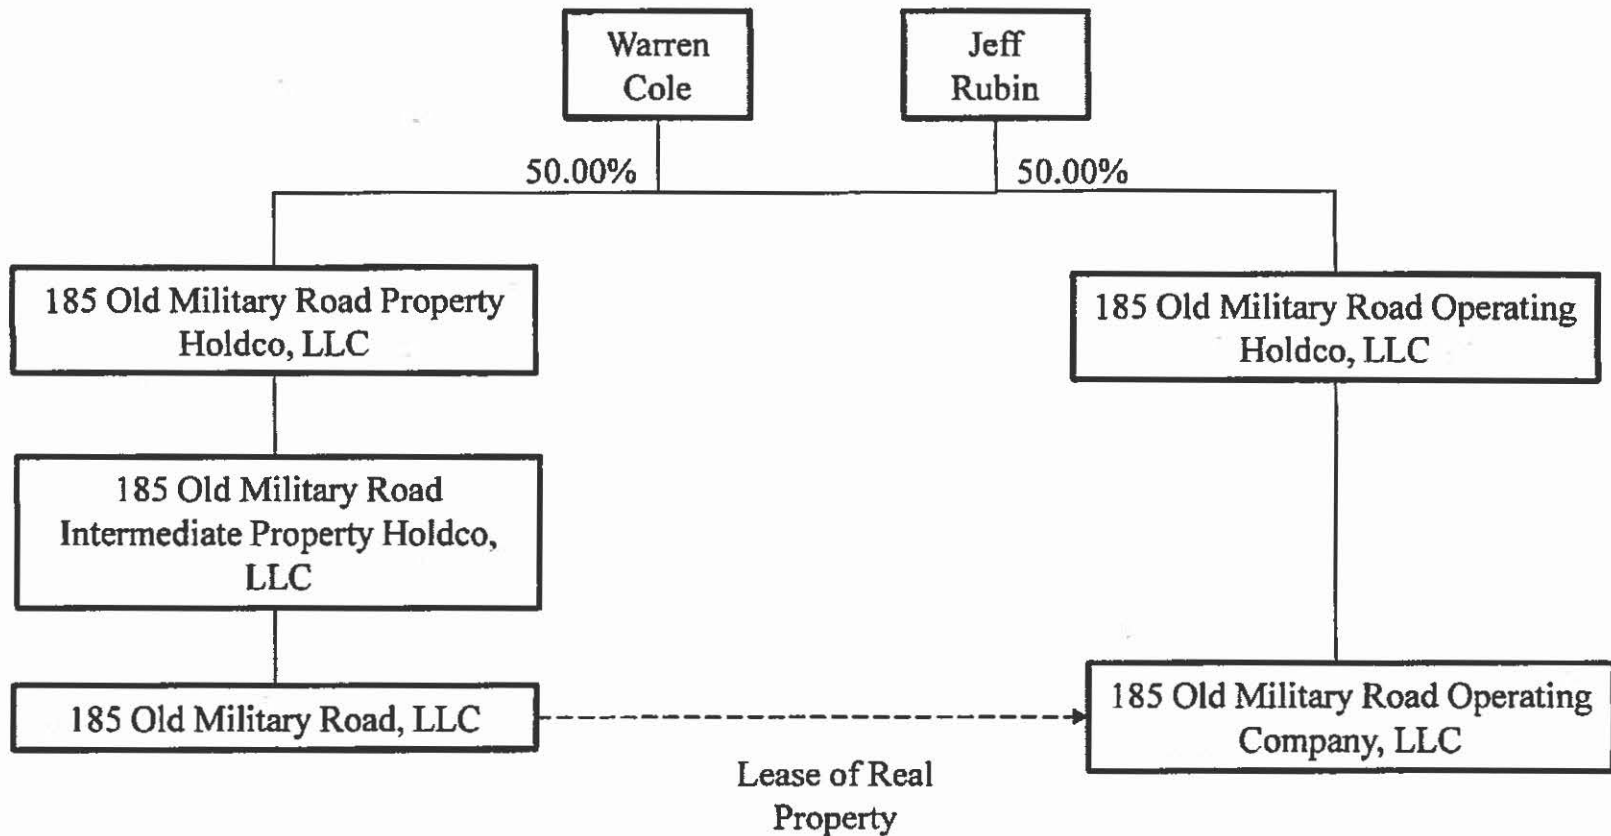 Warren
Cole
Jeff
Rubin
50.00%
50.00%
185 Old Military Road Property
Holdco, LLC
185 Old Military Road Operating
Holdco, LLC
185 Old Military Road
Intermediate Property Holdco,
LLC
185 Old Military Road, LLC
185 Old Military Road Operating
Company, LLC
Lease of Real
Property